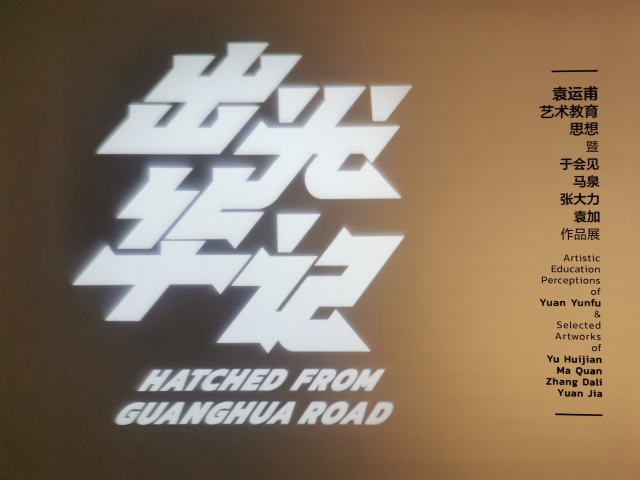 出光
华记
HATCHED FROM
GUANGHUA ROAD
袁运甫
艺术教育
思想
暨
于会见
马泉
张大力
袁加
作品展
Artistic
Education
Perceptions
of
Yuan Yunfu
&
Selected
Artworks
of
Yu Huijian
Ma Quan
Zhang Dali
Yuan Jia